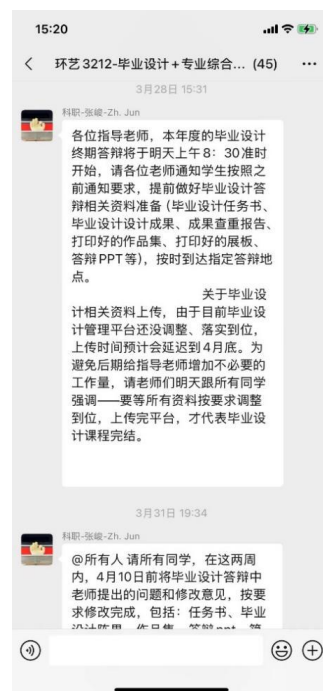 15:20
环艺3212-毕业设计+专业综合... (45)
3月28日 15:31
科职-张峻-Zh. Jun
各位指导老师，本年度的毕业设计
终期答辩将于明天上午8：30准时
开始，请各位老师通知学生按照之
前通知要求，提前做好毕业设计答
辩相关资料准备（毕业设计任务书、
毕业设计设计成果、成果查重报告、
打印好的作品集、打印好的展板、
答辩PPT等），按时到达指定答辩地
点。
关于毕业设
计相关资料上传，由于目前毕业设
计管理平台还没调整、落实到位，
上传时间预计会延迟到4月底。为
避免后期给指导老师增加不必要的
工作量，请老师们明天跟所有同学
强调——要等所有资料按要求调整
到位，上传完平台，才代表毕业设
计课程完结。
3月31日 19:34
科职-张峻-Zh. Jun
@所有人 请所有同学，在这两周
内，4月10日前将毕业设计答辩中
老师提出的问题和修改意见，按要
求修改完成，包括：任务书、毕业